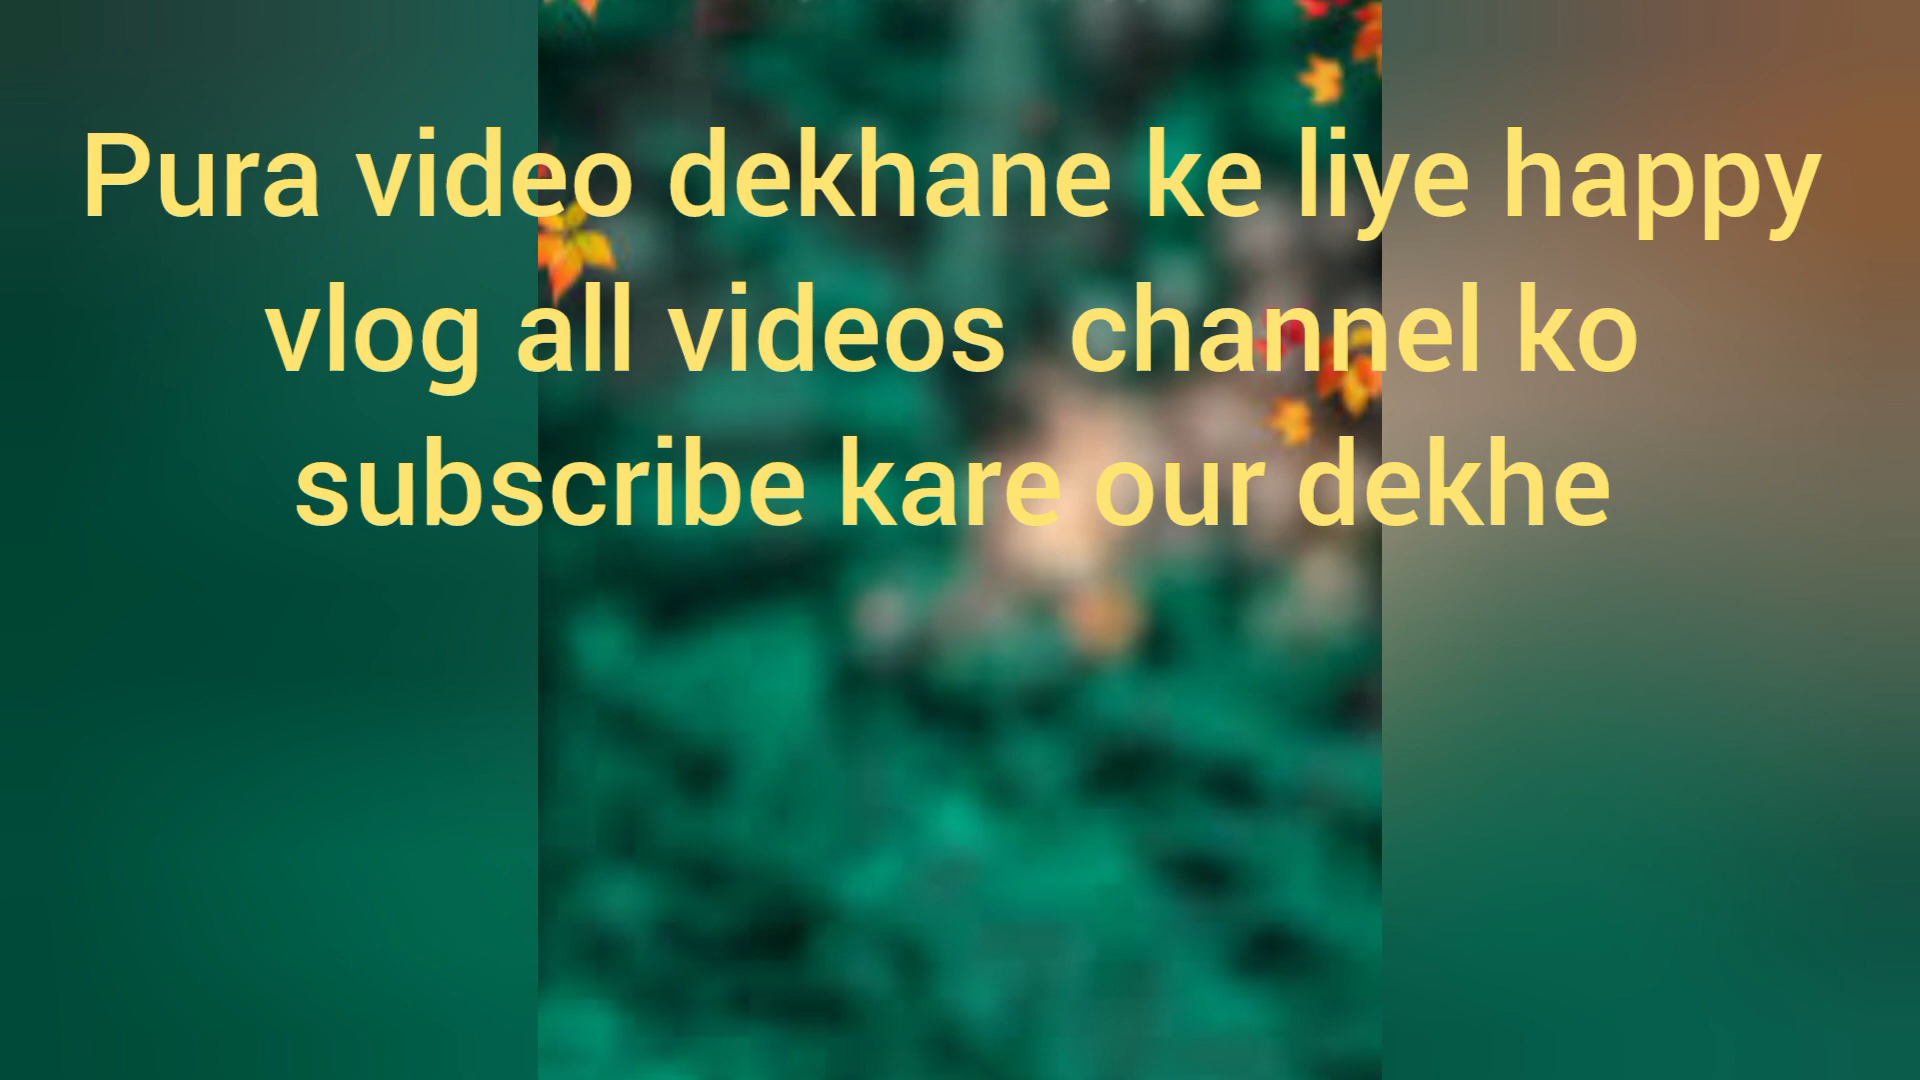 Pura video dekhane ke liye happy
vlog all videos  channel ko
subscribe kare our dekhe